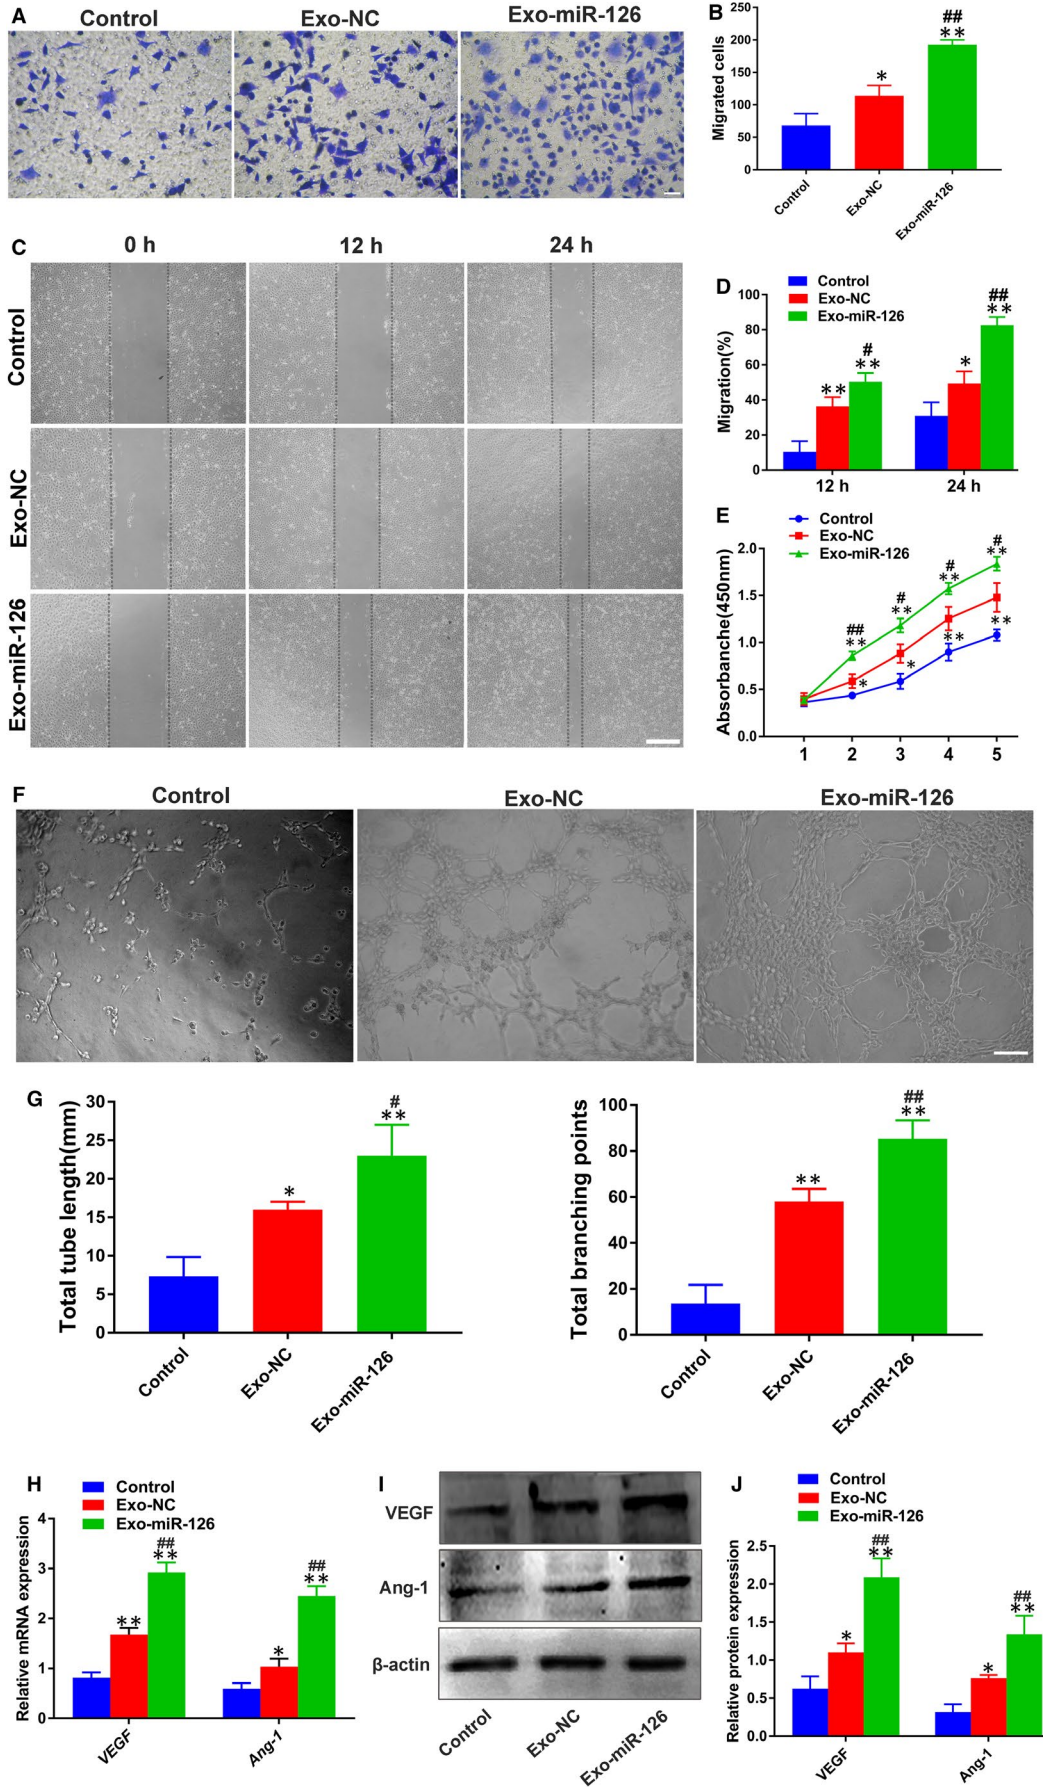 A
Control
Exo-NC
Exo-miR-126
B
Migrated cells
250
200
150
100
50
0
*
##
**
Control
Exo-NC
Exo-miR-126
C
0 h
12 h
24 h
Control
Exo-NC
Exo-miR-126
D
Control
Exo-NC
Exo-miR-126
Migration(%)
100
80
60
40
20
0
**
#
**
*
##
**
12 h
24 h
E
Control
Exo-NC
Exo-miR-126
Absorbanche(450nm)
2.0
1.5
1.0
0.5
0.0
##
**
*
#
**
*
#
**
**
#
**
**
1 2 3 4 5
F
Control
Exo-NC
Exo-miR-126
G
Total tube length(mm)
30
25
20
15
10
5
0
*
#
**
Control
Exo-NC
Exo-miR-126
Total branching points
100
80
60
40
20
0
**
##
**
Control
Exo-NC
Exo-miR-126
H
Control
Exo-NC
Exo-miR-126
Relative mRNA expression
4
3
2
1
0
**
##
**
*
##
**
VEGF
Ang-1
I
VEGF
Ang-1
β-actin
Control
Exo-NC
Exo-miR-126
J
Control
Exo-NC
Exo-miR-126
Relative protein expression
2.5
2.0
1.5
1.0
0.5
0.0
*
##
**
*
##
**
VEGF
Ang-1